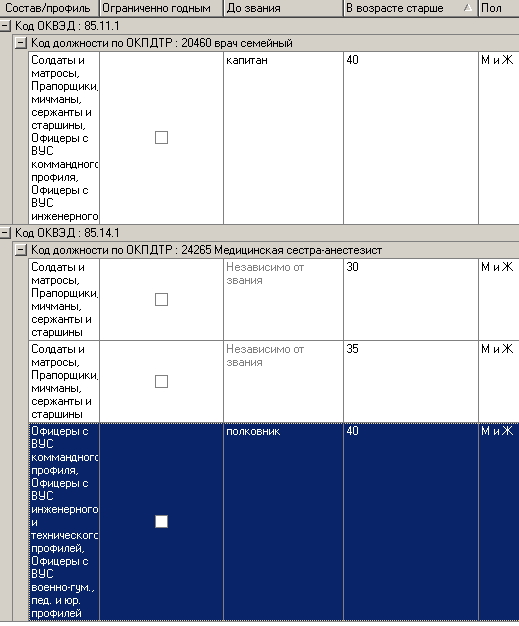 Состав/профиль Ограниченно годным До звания В возрасте старше Пол
Код ОКВЭД : 85.11.1
Код должности по ОКПДТР : 20460 врач семейный
Солдаты и капитан 40 М и Ж
матросы,
Прапорщики,
мичманы,
сержанты и
старшины,
Офицеры с
ВУС
коммандного
профиля,
Офицеры с
ВУС
инженерного
Код ОКВЭД : 85.14.1
Код должности по ОКПДТР : 24265 Медицинская сестра-анестезист
Солдаты и Независимо от 30 М и Ж
матросы, звания
Прапорщики,
мичманы,
сержанты и
старшины
Солдаты и Независимо от 35 М и Ж
матросы, звания
Прапорщики,
мичманы,
сержанты и
старшины
Офицеры с полковник 40 М и Ж
ВУС
коммандного
профиля,
Офицеры с
ВУС
инженерного
и
технического
профилей,
Офицеры с
ВУС
военно-гум.,
пед. и юр.
профилей